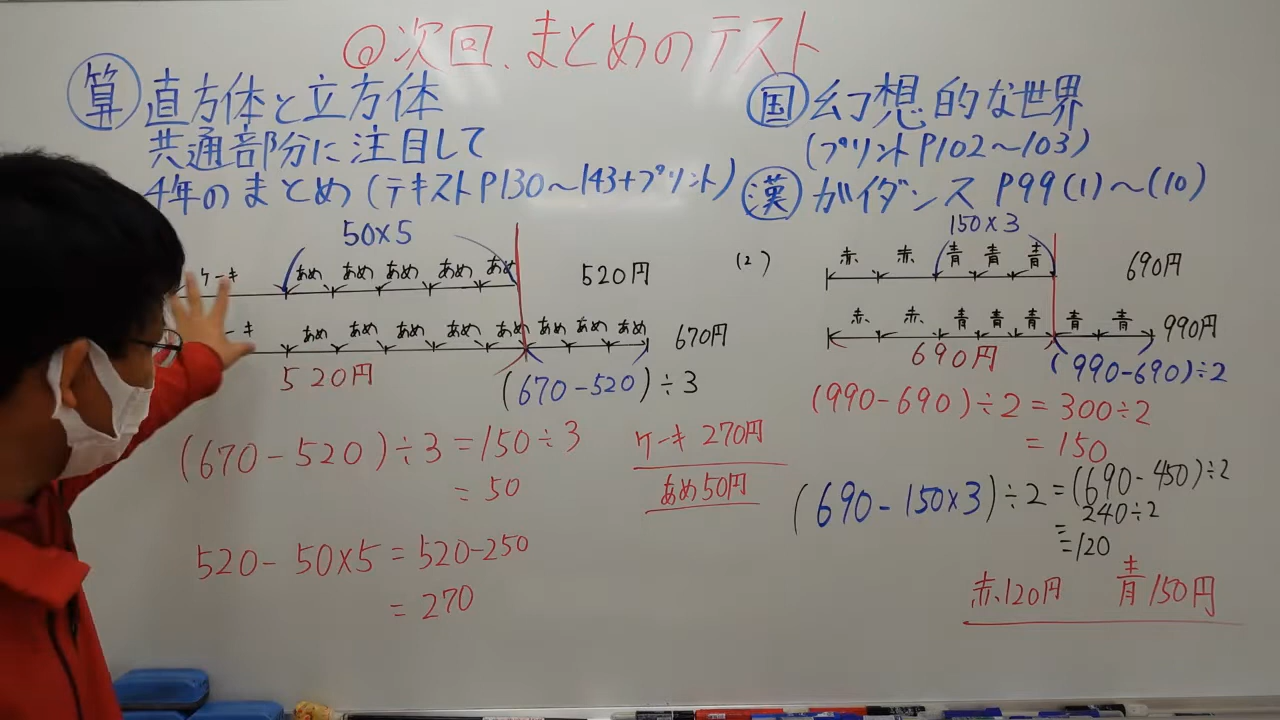 @次回、まとめのテスト
算 直方体と立方体
共通部分に注目して
4年のまとめ(テキストP130～143+プリント)
国 幻想的な世界
(プリントP102～103)
漢 ガイダンス P99(1)～(10)
50×5
ケーキ あめ あめ あめ あめ あめ 520円
ーキ あめ あめ あめ あめ あめ あめ あめ あめ 670円
520円
(670-520)÷3
(670-520)÷3=150÷3
=50
520-50×5=520-250
=270
ケーキ 270円
あめ50円
(2)
150×3
赤 赤 青 青 青 690円
赤 赤 青 青 青 青 青 990円
690円
(990-690)÷2
(990-690)÷2=300÷2
=150
(690-150×3)÷2=(690-450)÷2
=240÷2
=120
赤120円 青150円